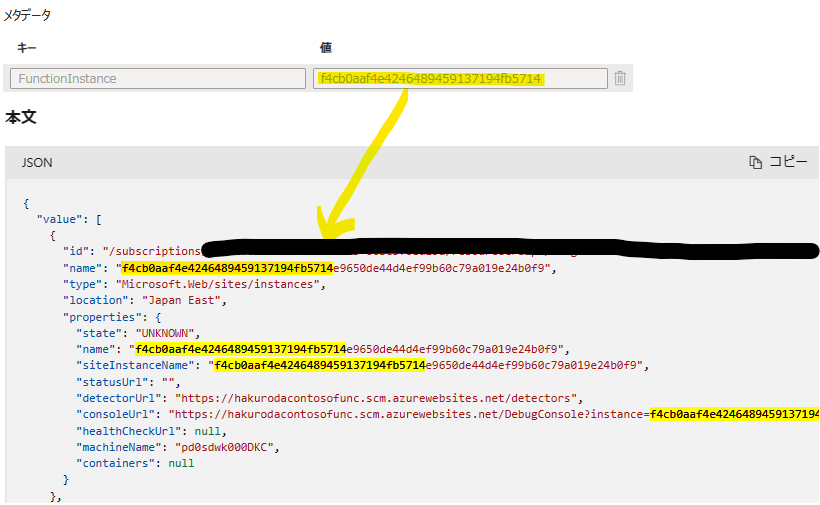 メタデータ
キー 値
FunctionInstance f4cb0aaf4e4246489459137194fb5714
本文
JSON コピー
{
"value": [
{
"id": "/subscriptions
"name": "f4cb0aaf4e4246489459137194fb5714e9650de44d4ef99b60c79a019e24b0f9",
"type": "Microsoft.Web/sites/instances",
"location": "Japan East",
"properties": {
"state": "UNKNOWN",
"name": "f4cb0aaf4e4246489459137194fb5714e9650de44d4ef99b60c79a019e24b0f9",
"siteInstanceName": "f4cb0aaf4e4246489459137194fb5714e9650de44d4ef99b60c79a019e24b0f9",
"statusUrl": "",
"detectorUrl": "https://hakurodacontosofunc.scm.azurewebsites.net/detectors",
"consoleUrl": "https://hakurodacontosofunc.scm.azurewebsites.net/DebugConsole?instance=f4cb0aaf4e4246489459137194
"healthCheckUrl": null,
"machineName": "pd0sdwk000DKC",
"containers": null
}
},